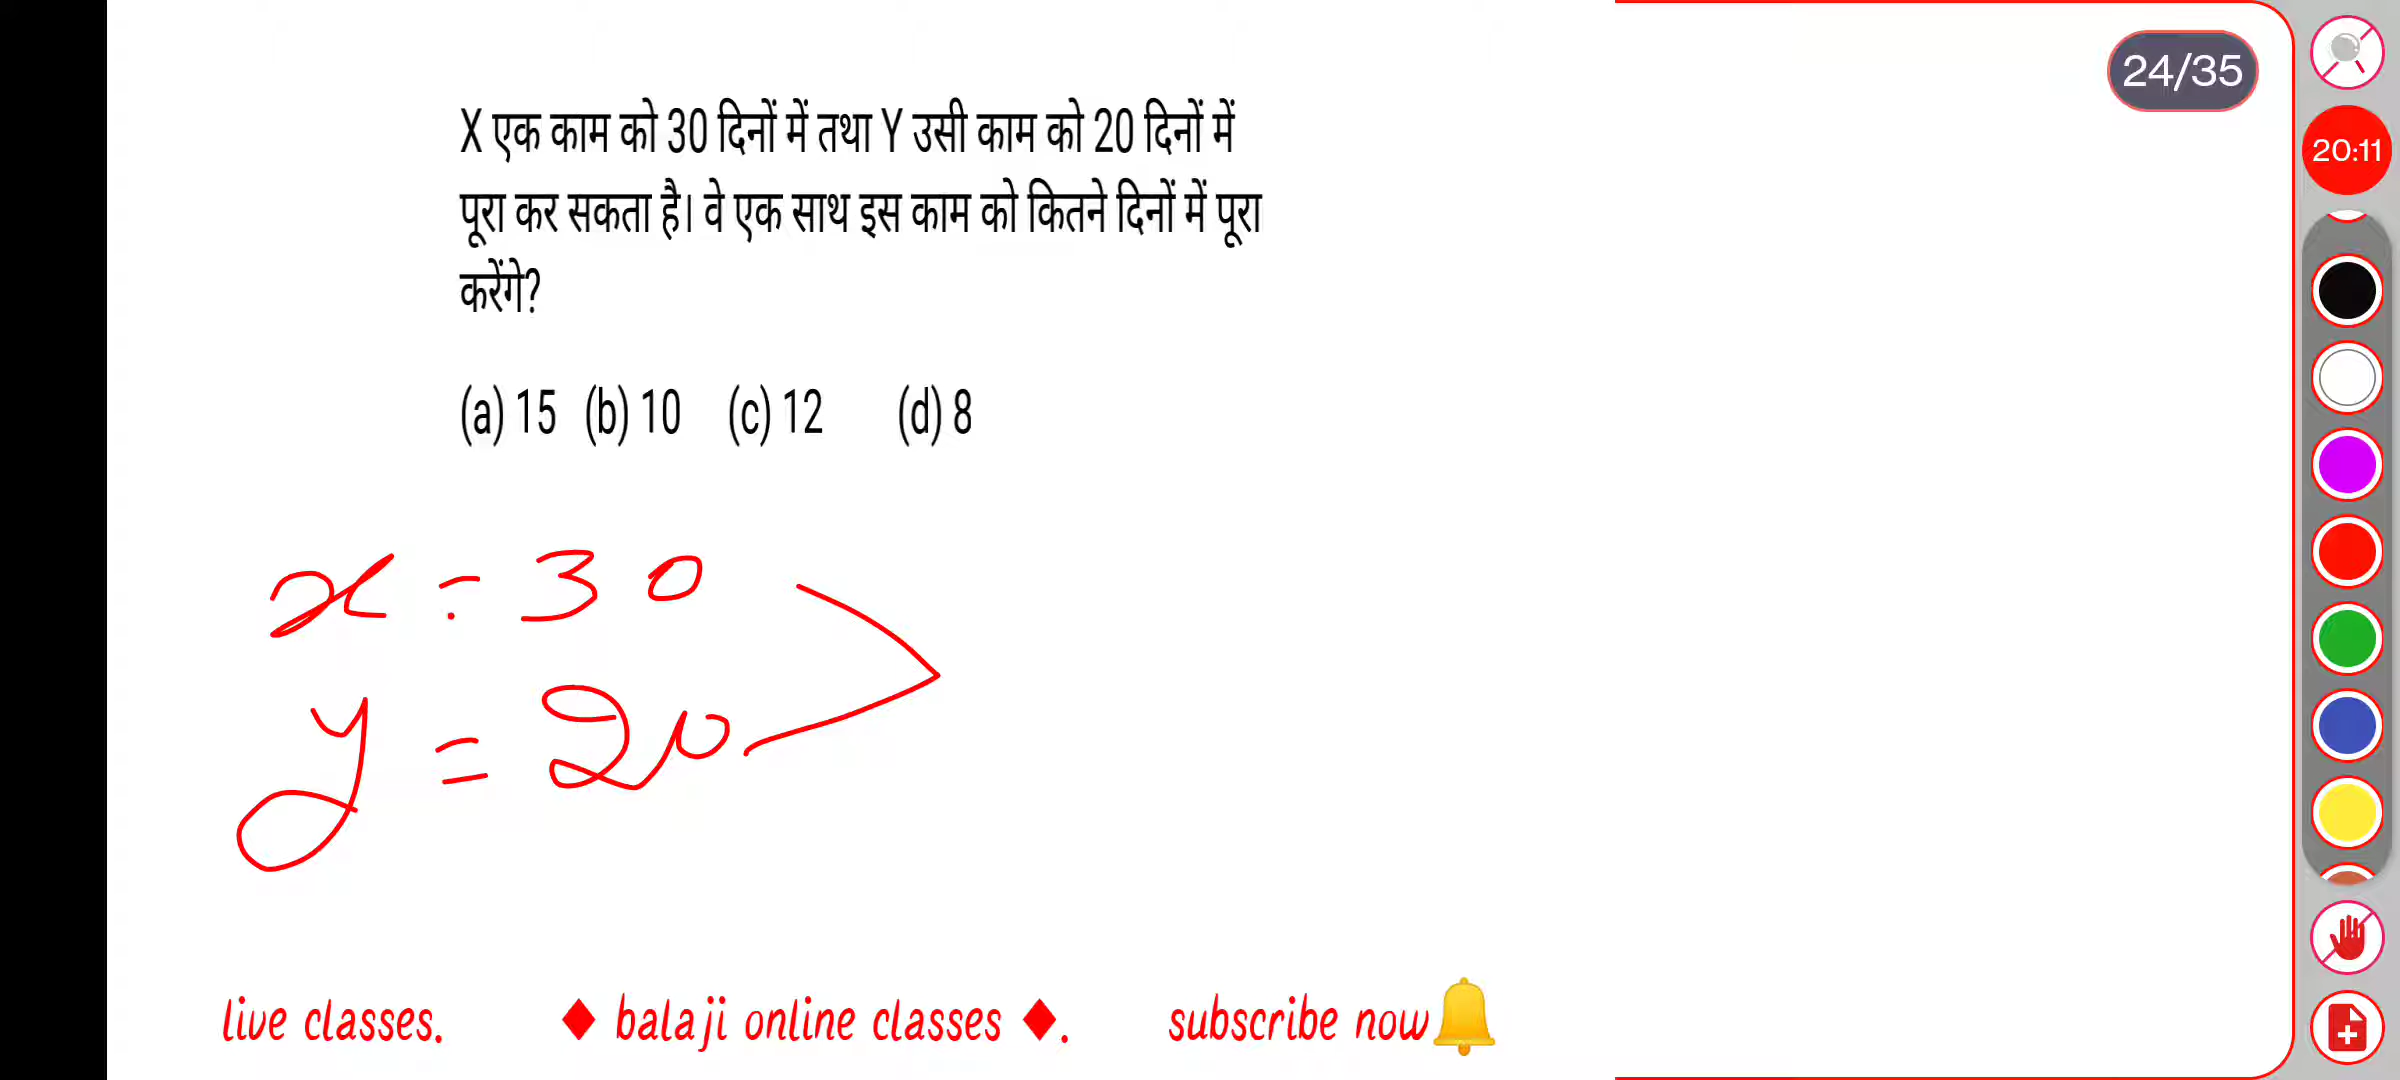 24/35
20:11
X एक काम को 30 दिनों में तथा Y उसी काम को 20 दिनों में
पूरा कर सकता है। वे एक साथ इस काम को कितने दिनों में पूरा
करेंगे?
(a) 15 (b) 10 (c) 12 (d) 8
x = 30
y = 20
live classes. ♦ balaji online classes ♦. subscribe now🔔